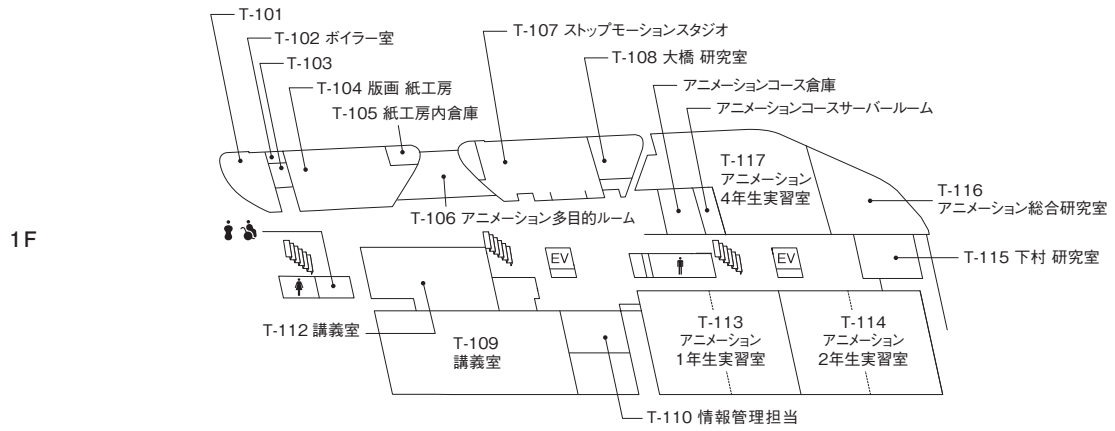 T-101
T-102 ボイラー室
T-103
T-104 版画 紙工房
T-105 紙工房内倉庫
T-107 ストップモーションスタジオ
T-108 大橋 研究室
アニメーションコース倉庫
アニメーションコースサーバールーム
T-117
アニメーション
4年生実習室
T-116
アニメーション総合研究室
T-106 アニメーション多目的ルーム
1F
EV
EV
T-115 下村 研究室
T-112 講義室
T-109
講義室
T-113
アニメーション
1年生実習室
T-114
アニメーション
2年生実習室
T-110 情報管理担当